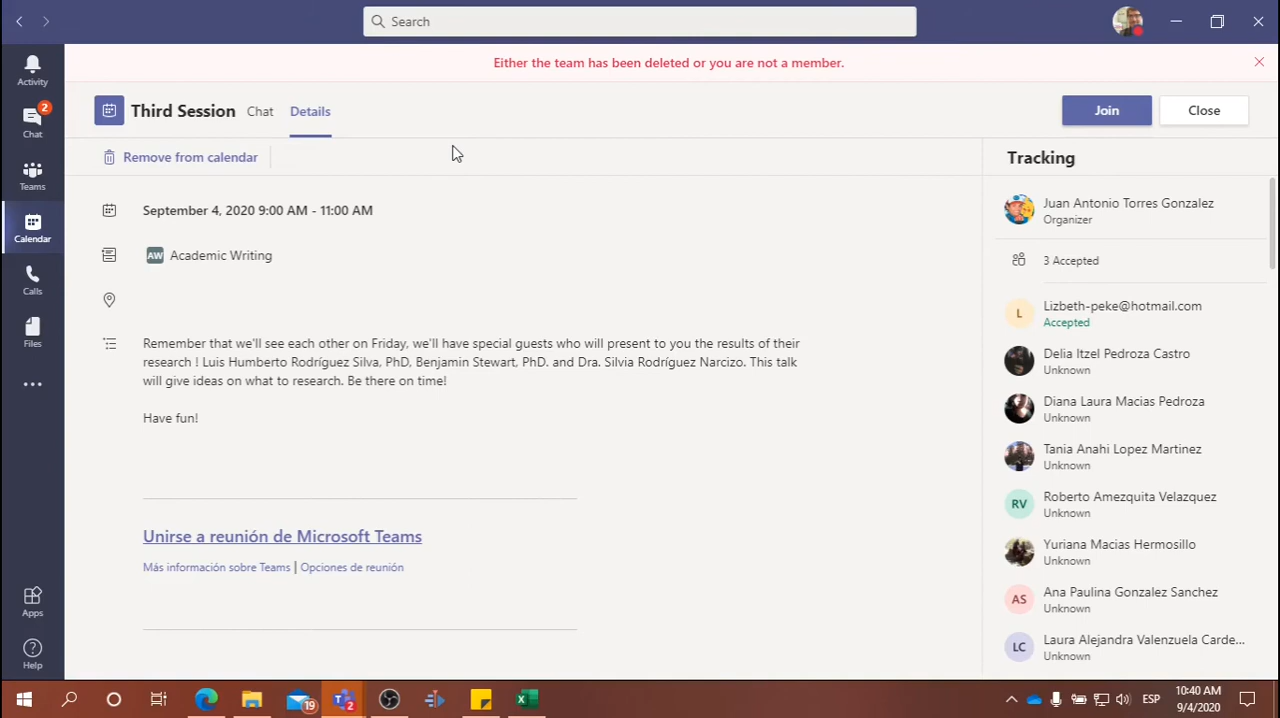 Search
Either the team has been deleted or you are not a member.
Activity
2
Chat
Teams
Calendar
Calls
Files
Apps
Help
Third Session
Chat
Details
Join
Close
Remove from calendar
September 4, 2020 9:00 AM - 11:00 AM
AW Academic Writing
Remember that we'll see each other on Friday, we'll have special guests who will present to you the results of their
research ! Luis Humberto Rodríguez Silva, PhD, Benjamin Stewart, PhD. and Dra. Silvia Rodríguez Narcizo. This talk
will give ideas on what to research. Be there on time!
Have fun!
Unirse a reunión de Microsoft Teams
Más información sobre Teams | Opciones de reunión
Tracking
Juan Antonio Torres Gonzalez
Organizer
3 Accepted
L
Lizbeth-peke@hotmail.com
Accepted
Delia Itzel Pedroza Castro
Unknown
Diana Laura Macias Pedroza
Unknown
Tania Anahi Lopez Martinez
Unknown
RV
Roberto Amezquita Velazquez
Unknown
Yuriana Macias Hermosillo
Unknown
AS
Ana Paulina Gonzalez Sanchez
Unknown
LC
Laura Alejandra Valenzuela Carde...
Unknown
19
2
ESP
10:40 AM
9/4/2020